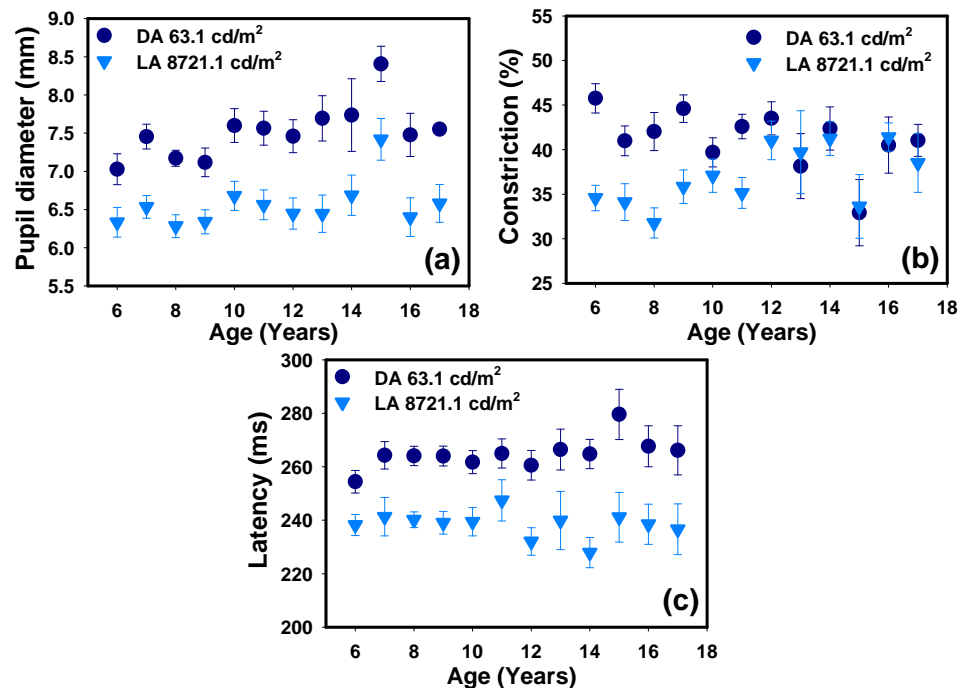 9.0
8.5
8.0
7.5
7.0
6.5
6.0
5.5
Pupil diameter (mm)
DA 63.1 cd/m²
LA 8721.1 cd/m²
(a)
6 8 10 12 14 16 18
Age (Years)
55
50
45
40
35
30
25
Constriction (%)
DA 63.1 cd/m²
LA 8721.1 cd/m²
(b)
6 8 10 12 14 16 18
Age (Years)
300
280
260
240
220
200
Latency (ms)
DA 63.1 cd/m²
LA 8721.1 cd/m²
(c)
6 8 10 12 14 16 18
Age (Years)